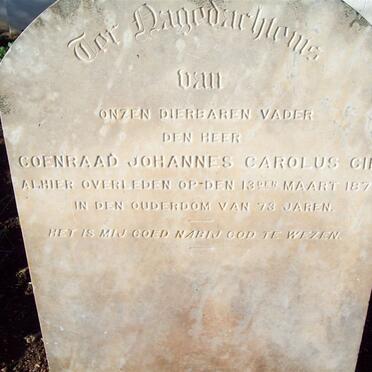 Ter Nagedachtenis
van
ONZEN DIERBAREN VADER
DEN HEER
COENRAAD JOHANNES CAROLUS
ALHIER OVERLEDEN OP DEN 13DEN MAART 187
IN DEN OUDERDOM VAN 73 JAREN.
HET IS MIJ GOED NABIJ GOD TE WEZEN.